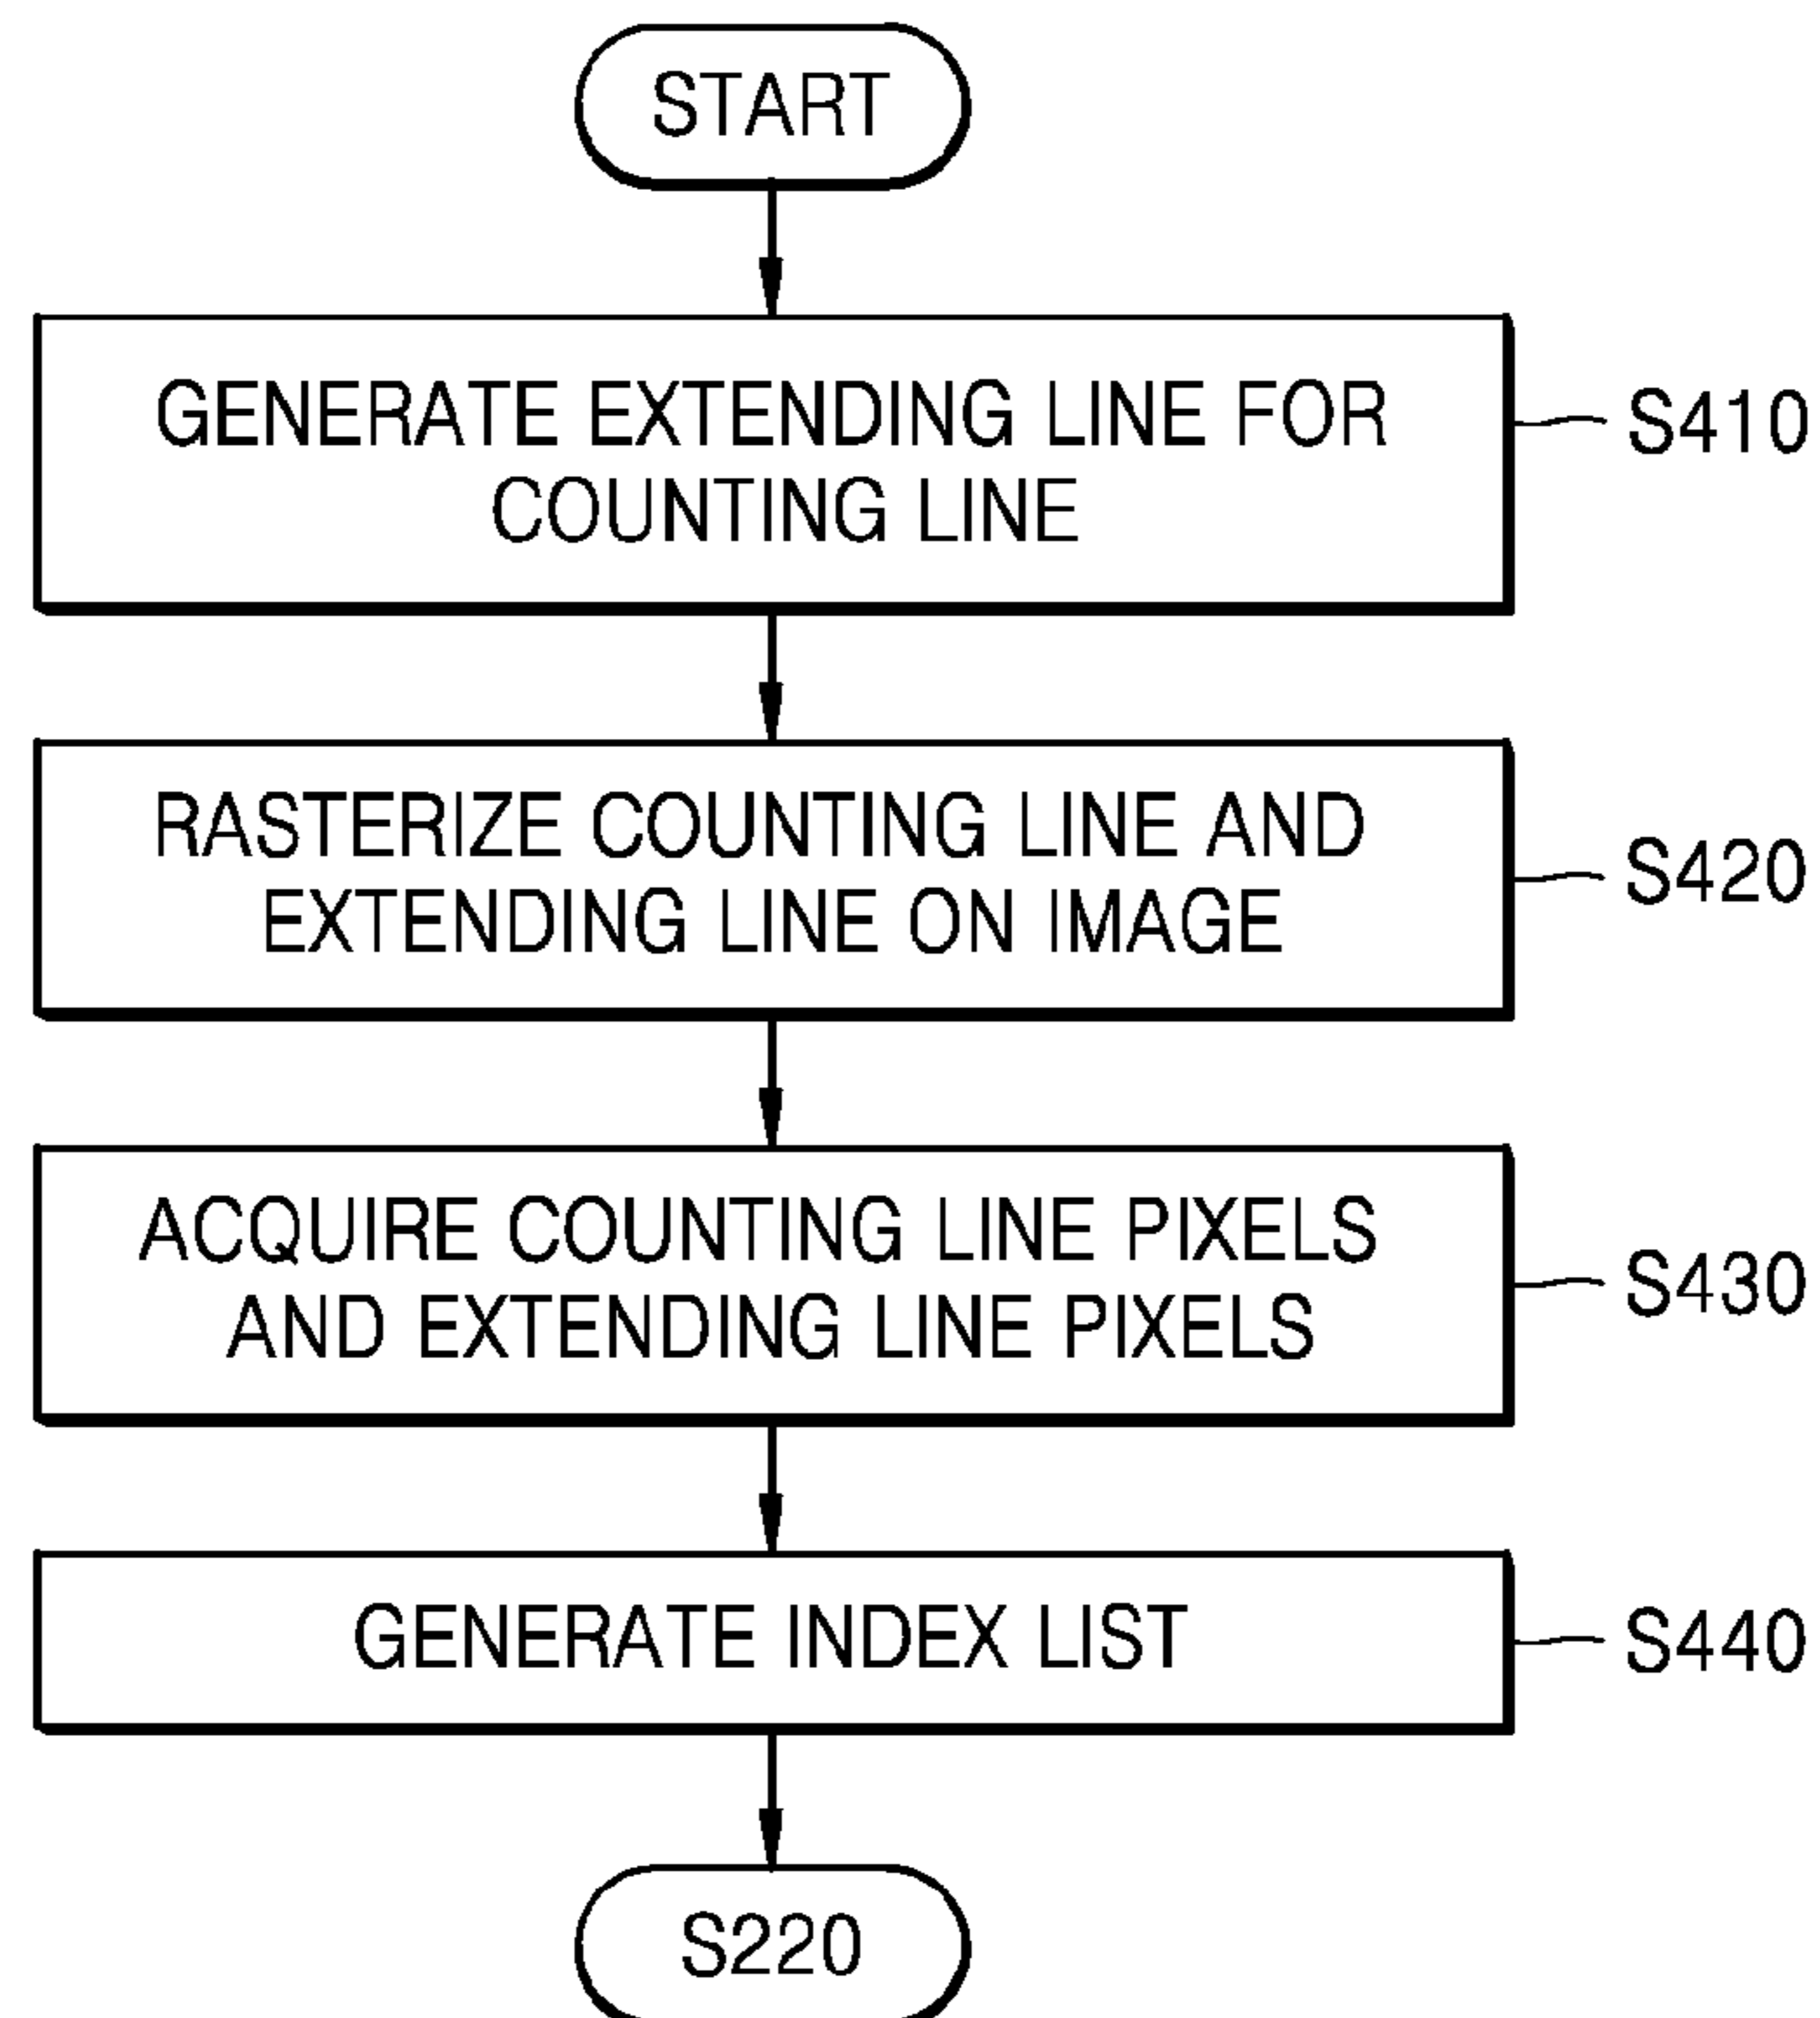 START
GENERATE EXTENDING LINE FOR
COUNTING LINE
S410
RASTERIZE COUNTING LINE AND
EXTENDING LINE ON IMAGE
S420
ACQUIRE COUNTING LINE PIXELS
AND EXTENDING LINE PIXELS
S430
GENERATE INDEX LIST
S440
S220